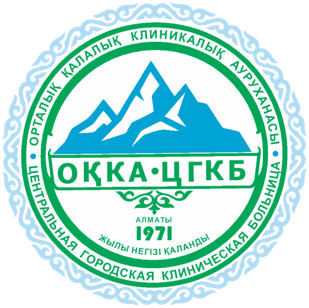 ОРТАЛЫҚ ҚАЛАЛЫҚ КЛИНИКАЛЫҚ АУРУХАНАСЫ
ОҚКА•ЦГКБ
АЛМАТЫ
1971
ЖЫЛЫ НЕГІЗІ ҚАЛАНДЫ
ЦЕНТРАЛЬНАЯ ГОРОДСКАЯ КЛИНИЧЕСКАЯ БОЛЬНИЦА